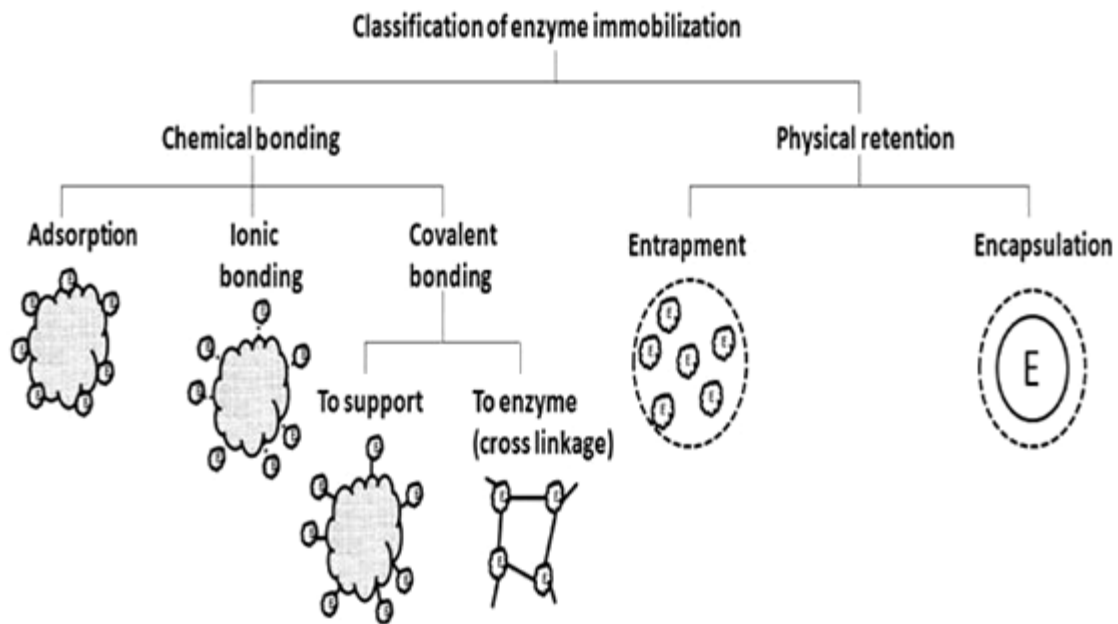 Classification of enzyme immobilization
Chemical bonding
Physical retention
Adsorption
Ionic
bonding
Covalent
bonding
Entrapment
Encapsulation
To support
To enzyme
(cross linkage)
E
E
E
E
E
E
E
E
E
E
E